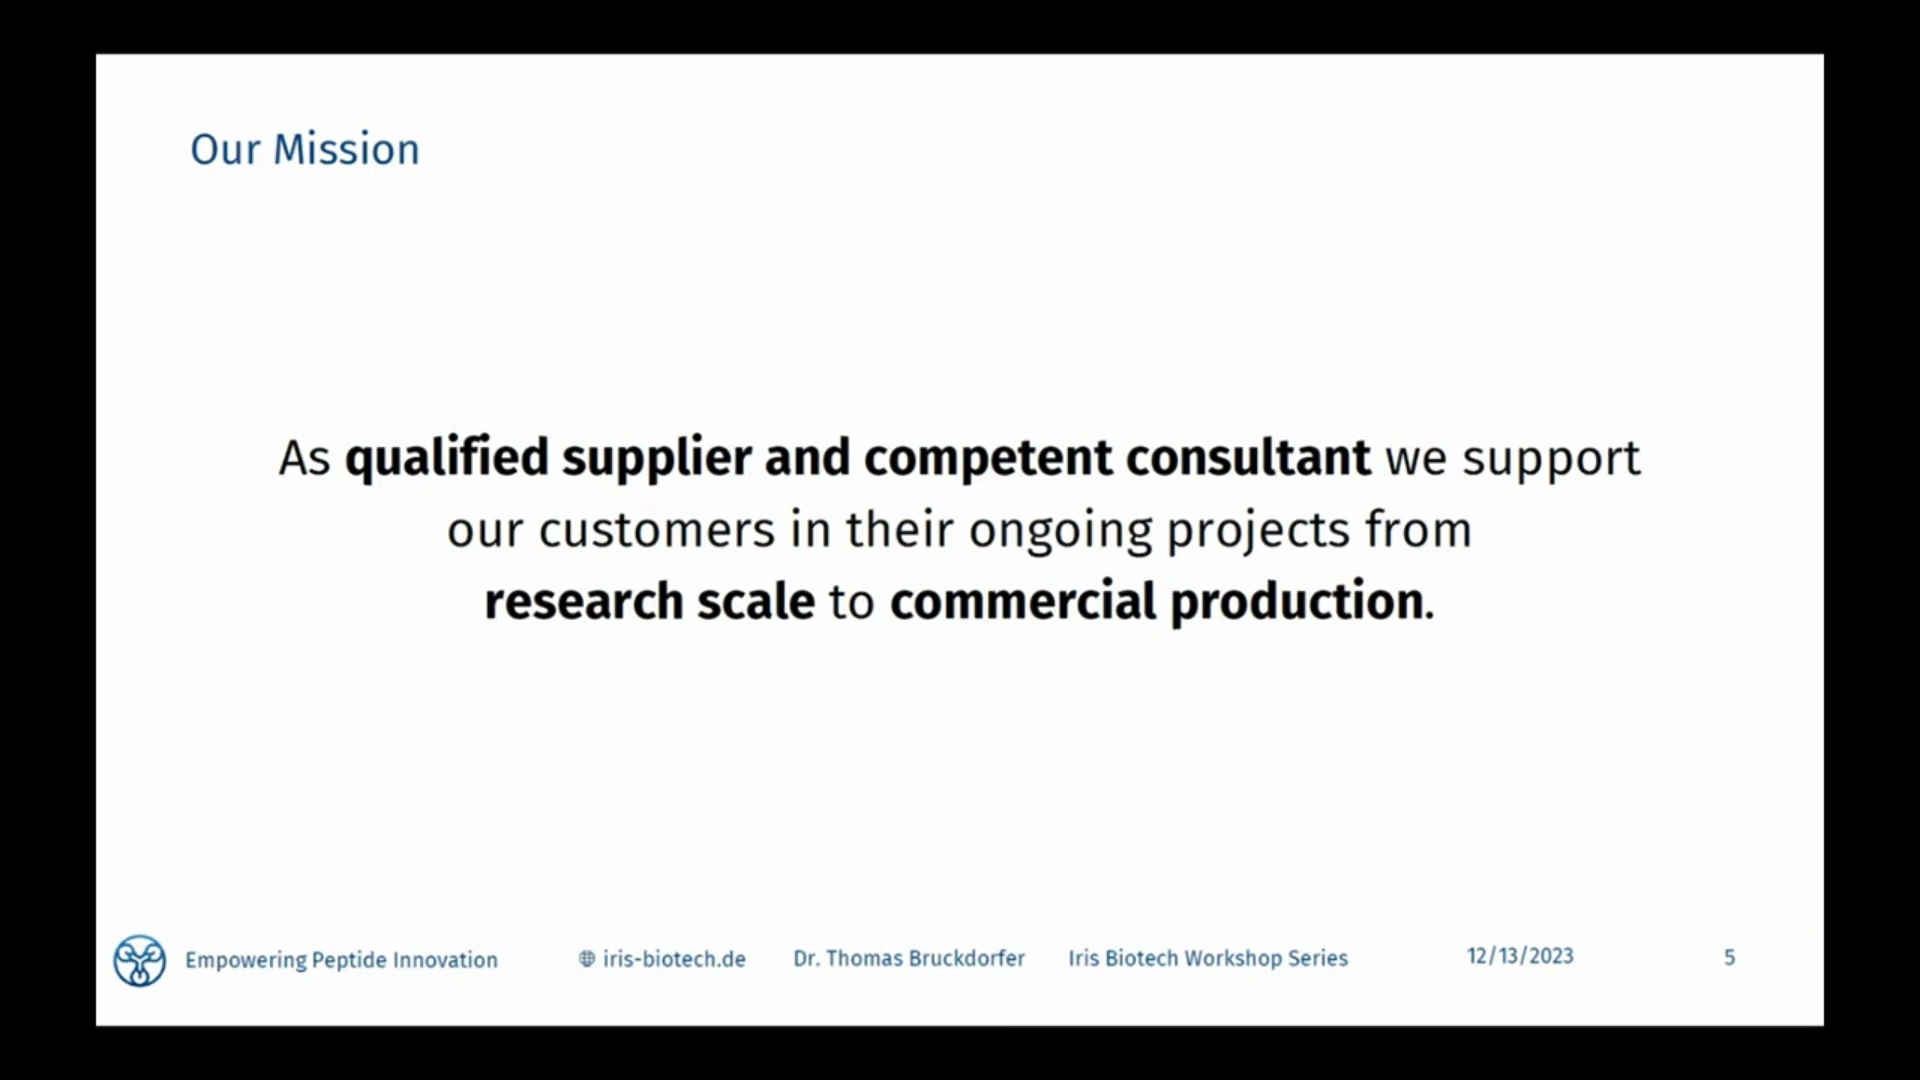 Our Mission
As qualified supplier and competent consultant we support
our customers in their ongoing projects from
research scale to commercial production.
Empowering Peptide Innovation iris-biotech.de Dr. Thomas Bruckdorfer Iris Biotech Workshop Series 12/13/2023 5